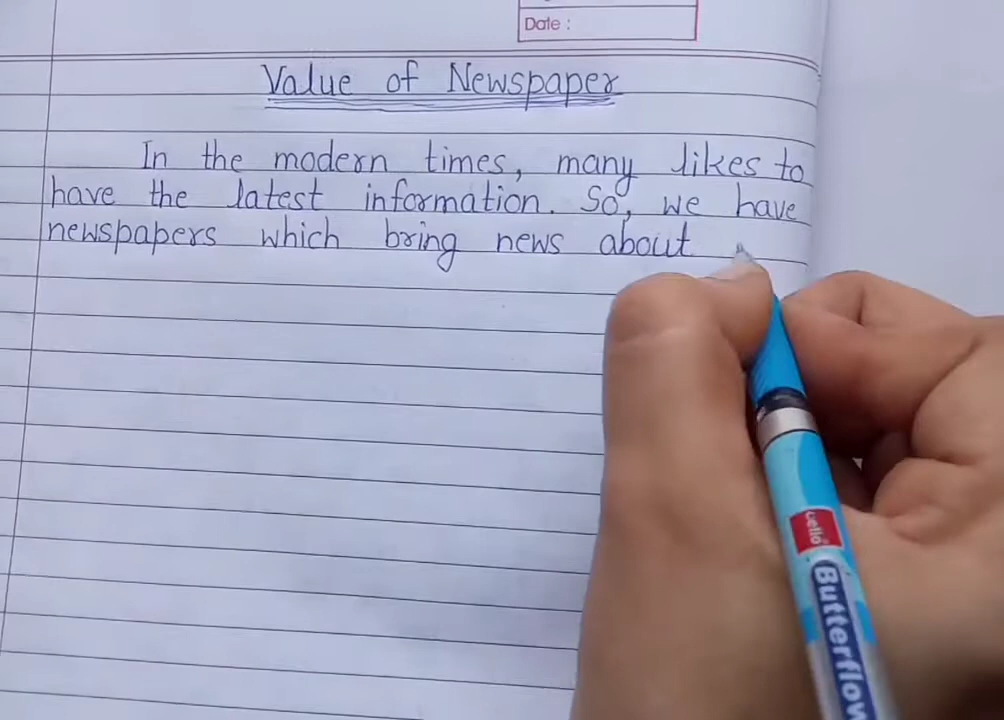 Date :
Value of Newspaper
In the modern times, many likes to
have the latest information. So, we have
newspapers which bring news about
cello
Butterflow